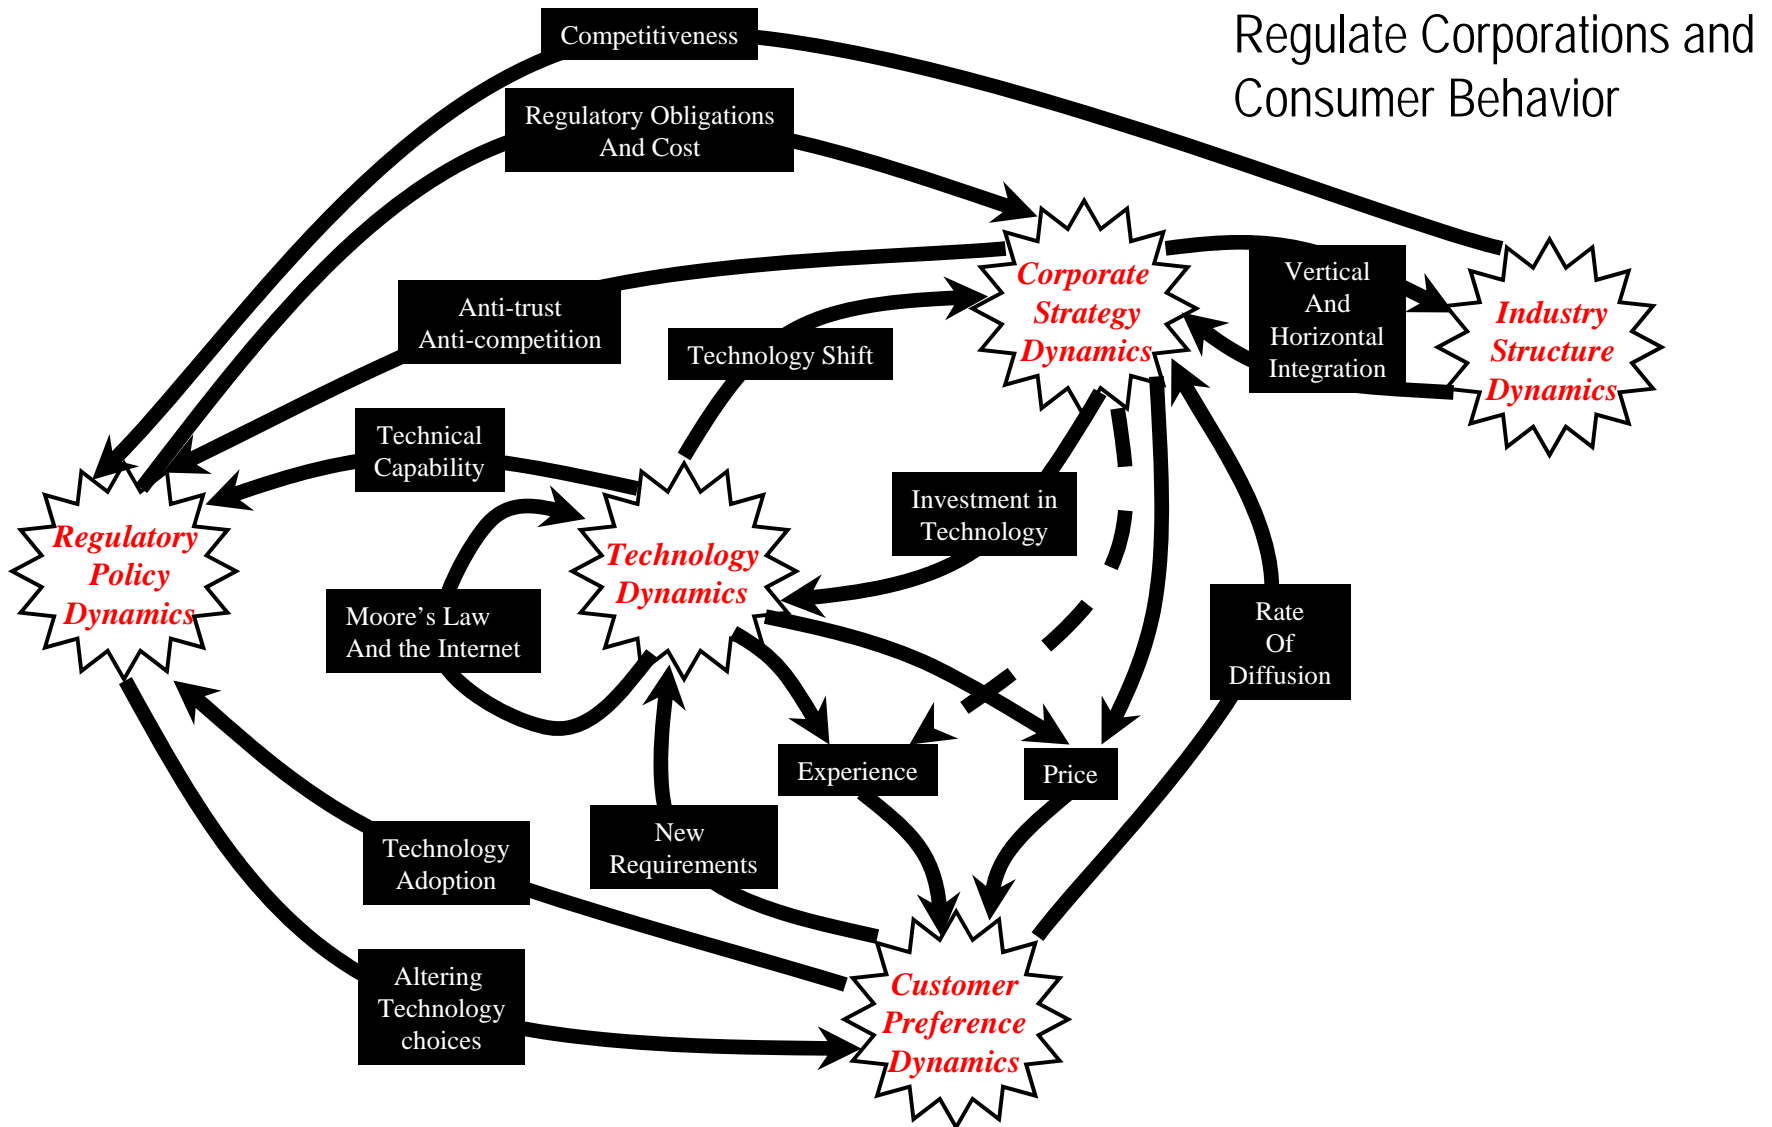 Regulate Corporations and
Consumer Behavior
Competitiveness
Regulatory Obligations
And Cost
Corporate
Strategy
Dynamics
Vertical
And
Horizontal
Integration
Industry
Structure
Dynamics
Anti-trust
Anti-competition
Technology Shift
Technical
Capability
Investment in
Technology
Regulatory
Policy
Dynamics
Technology
Dynamics
Moore’s Law
And the Internet
Rate
Of
Diffusion
Experience
Price
New
Requirements
Technology
Adoption
Altering
Technology
choices
Customer
Preference
Dynamics